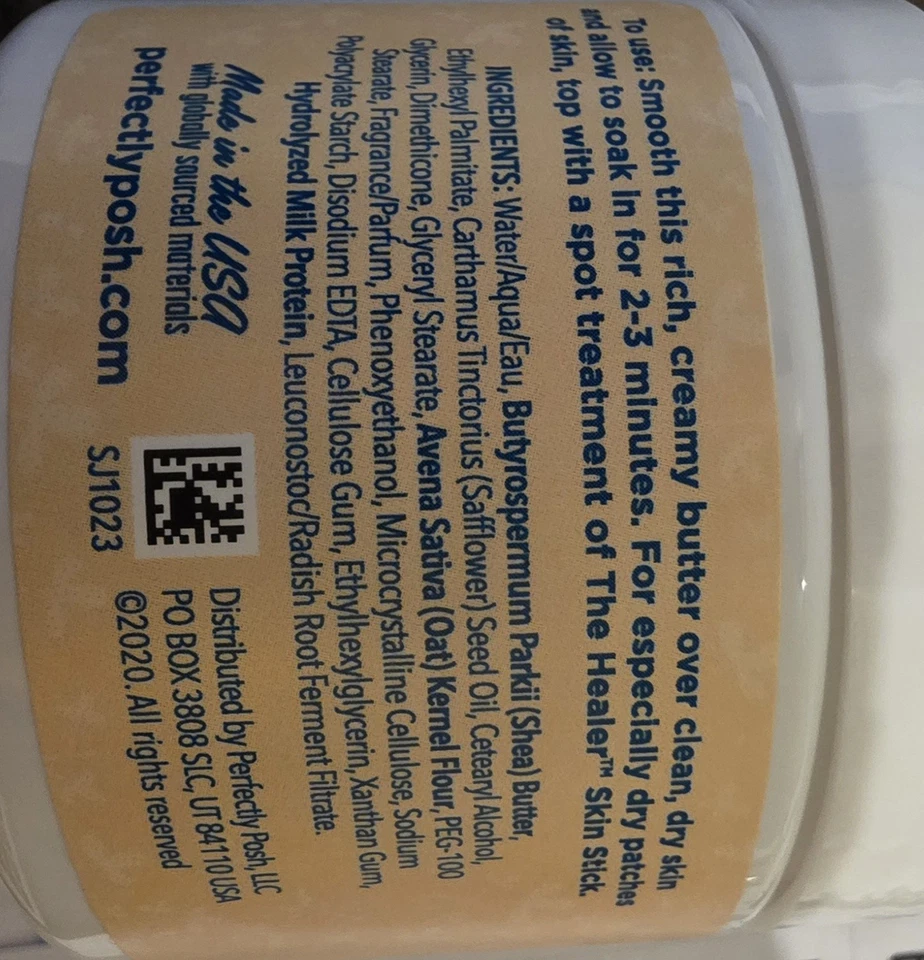 To use: Smooth this rich, creamy butter over clean, dry skin
and allow to soak in for 2-3 minutes. For especially dry patches
of skin, top with a spot treatment of The Healer™ Skin Stick.
INGREDIENTS: Water/Aqua/Eau, Butyrospermum Parkii (Shea) Butter,
Ethylhexyl Palmitate, Carthamus Tinctorius (Safflower) Seed Oil, Cetearyl Alcohol,
Glycerin, Dimethicone, Glyceryl Stearate, Avena Sativa (Oat) Kernel Flour, PEG-100
Stearate, Fragrance/Parfum, Phenoxyethanol, Microcrystalline Cellulose, Sodium
Polyacrylate Starch, Disodium EDTA, Cellulose Gum, Ethylhexylglycerin, Xanthan Gum,
Hydrolyzed Milk Protein, Leuconostoc/Radish Root Ferment Filtrate.
Made in the USA
with globally sourced materials
perfectlyposh.com
SJ1023
Distributed by Perfectly Posh, LLC
PO BOX 3808 SLC, UT 84110 USA
©2020. All rights reserved